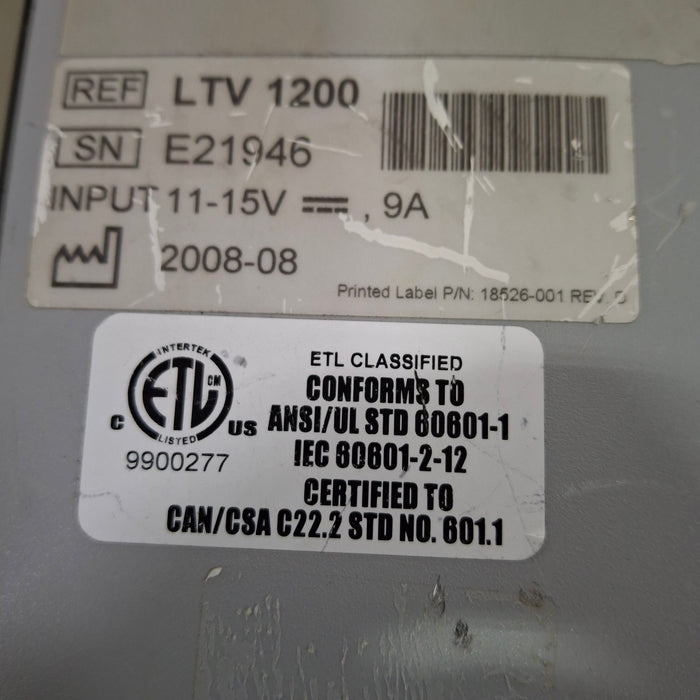 REF LTV 1200
SN E21946
INPUT 11-15V , 9A
2008-08
Printed Label P/N: 18526-001 REV. B
INTERTEK
ETL CM
LISTED
C US
9900277
ETL CLASSIFIED
CONFORMS TO
ANSI/UL STD 60601-1
IEC 60601-2-12
CERTIFIED TO
CAN/CSA C22.2 STD NO. 601.1